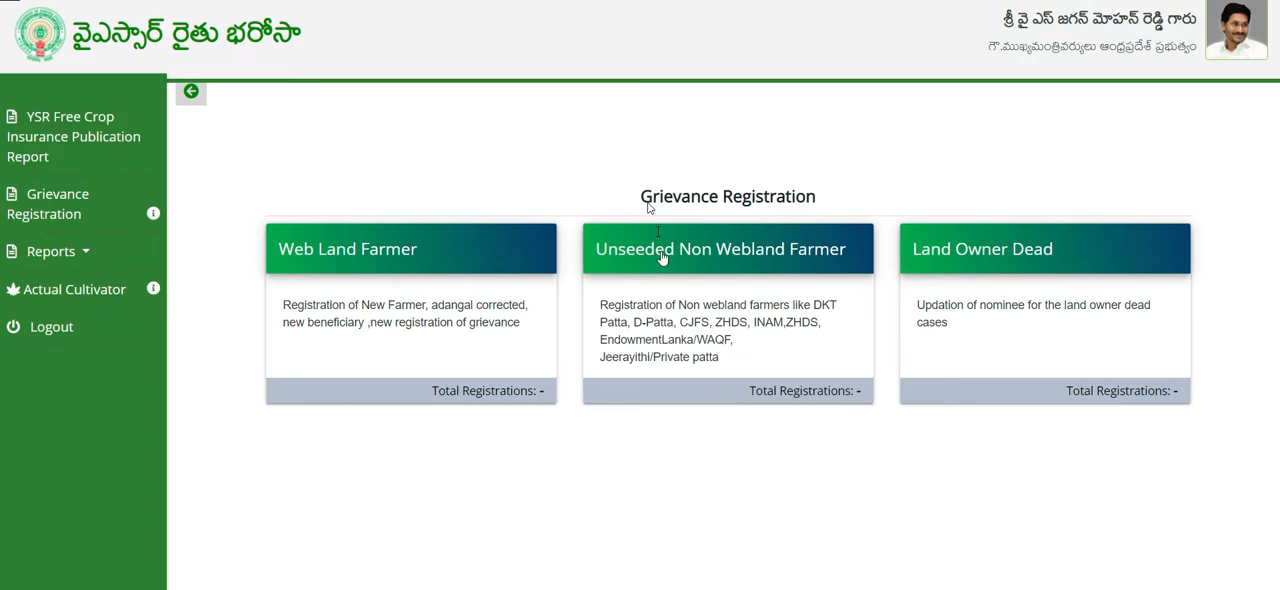 వైఎస్సార్ రైతు భరోసా
శ్రీ వై ఎస్ జగన్ మోహన్ రెడ్డి గారు
గౌ.ముఖ్యమంత్రివర్యులు ఆంధ్రప్రదేశ్ ప్రభుత్వం
YSR Free Crop
Insurance Publication
Report
Grievance
Registration
Reports
Actual Cultivator
Logout
Grievance Registration
Web Land Farmer
Registration of New Farmer, adangal corrected,
new beneficiary ,new registration of grievance
Total Registrations: -
Unseeded Non Webland Farmer
Registration of Non webland farmers like DKT
Patta, D-Patta, CJFS, ZHDS, INAM,ZHDS,
EndowmentLanka/WAQF,
Jeerayithi/Private patta
Total Registrations: -
Land Owner Dead
Updation of nominee for the land owner dead
cases
Total Registrations: -